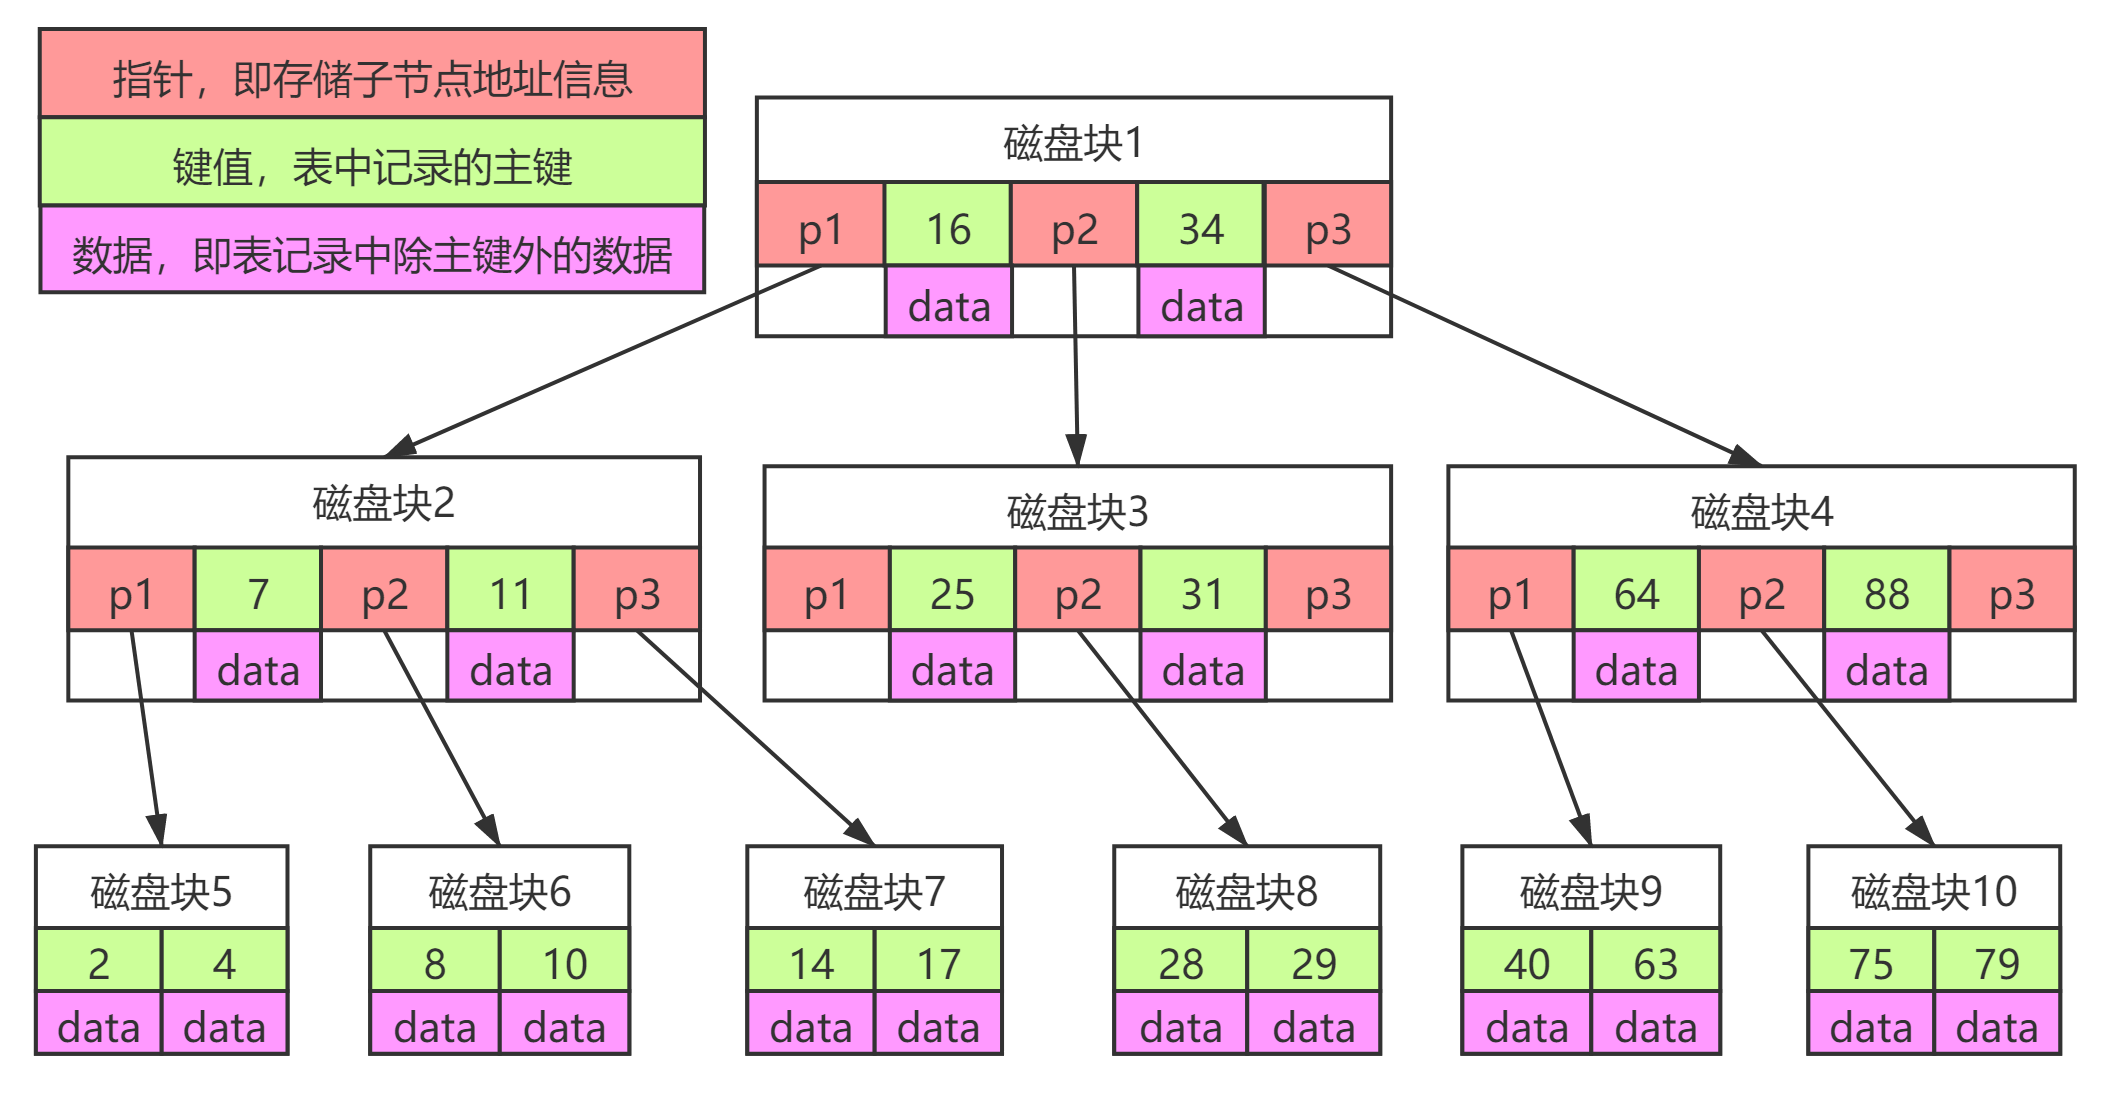 指针，即存储子节点地址信息
键值，表中记录的主键
数据，即表记录中除主键外的数据
磁盘块1
p1 16 p2 34 p3
data data
磁盘块2
p1 7 p2 11 p3
data data
磁盘块3
p1 25 p2 31 p3
data data
磁盘块4
p1 64 p2 88 p3
data data
磁盘块5
2 4
data data
磁盘块6
8 10
data data
磁盘块7
14 17
data data
磁盘块8
28 29
data data
磁盘块9
40 63
data data
磁盘块10
75 79
data data